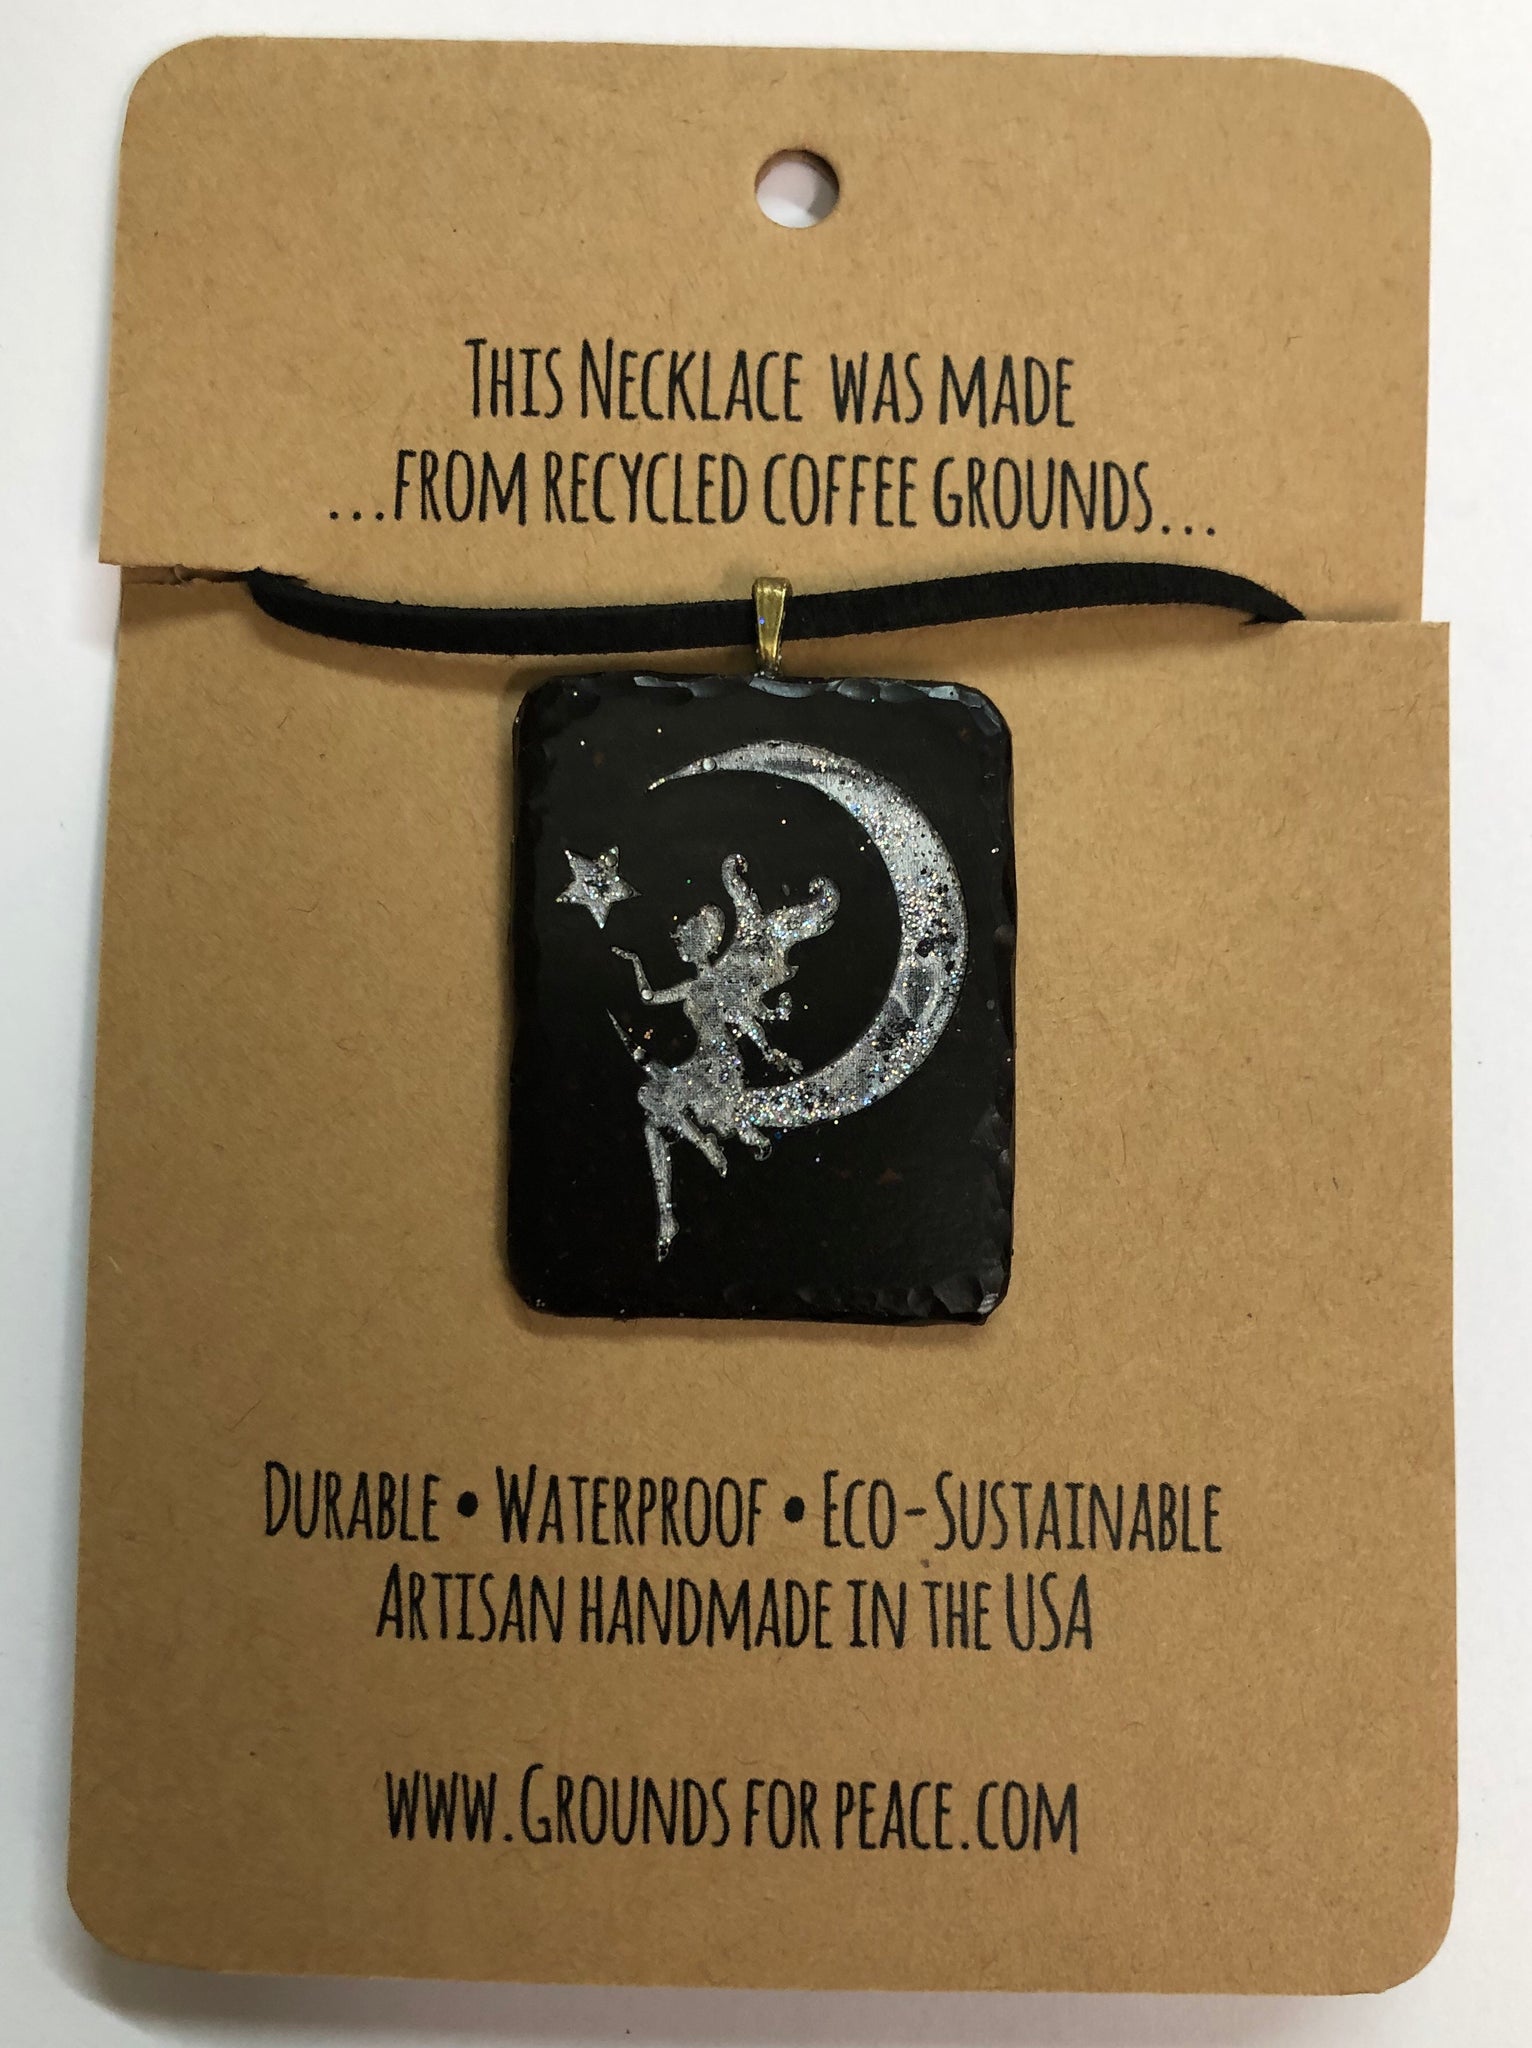 THIS NECKLACE WAS MADE
...FROM RECYCLED COFFEE GROUNDS...
DURABLE • WATERPROOF • ECO-SUSTAINABLE
ARTISAN HANDMADE IN THE USA
WWW.GROUNDS FOR PEACE.COM